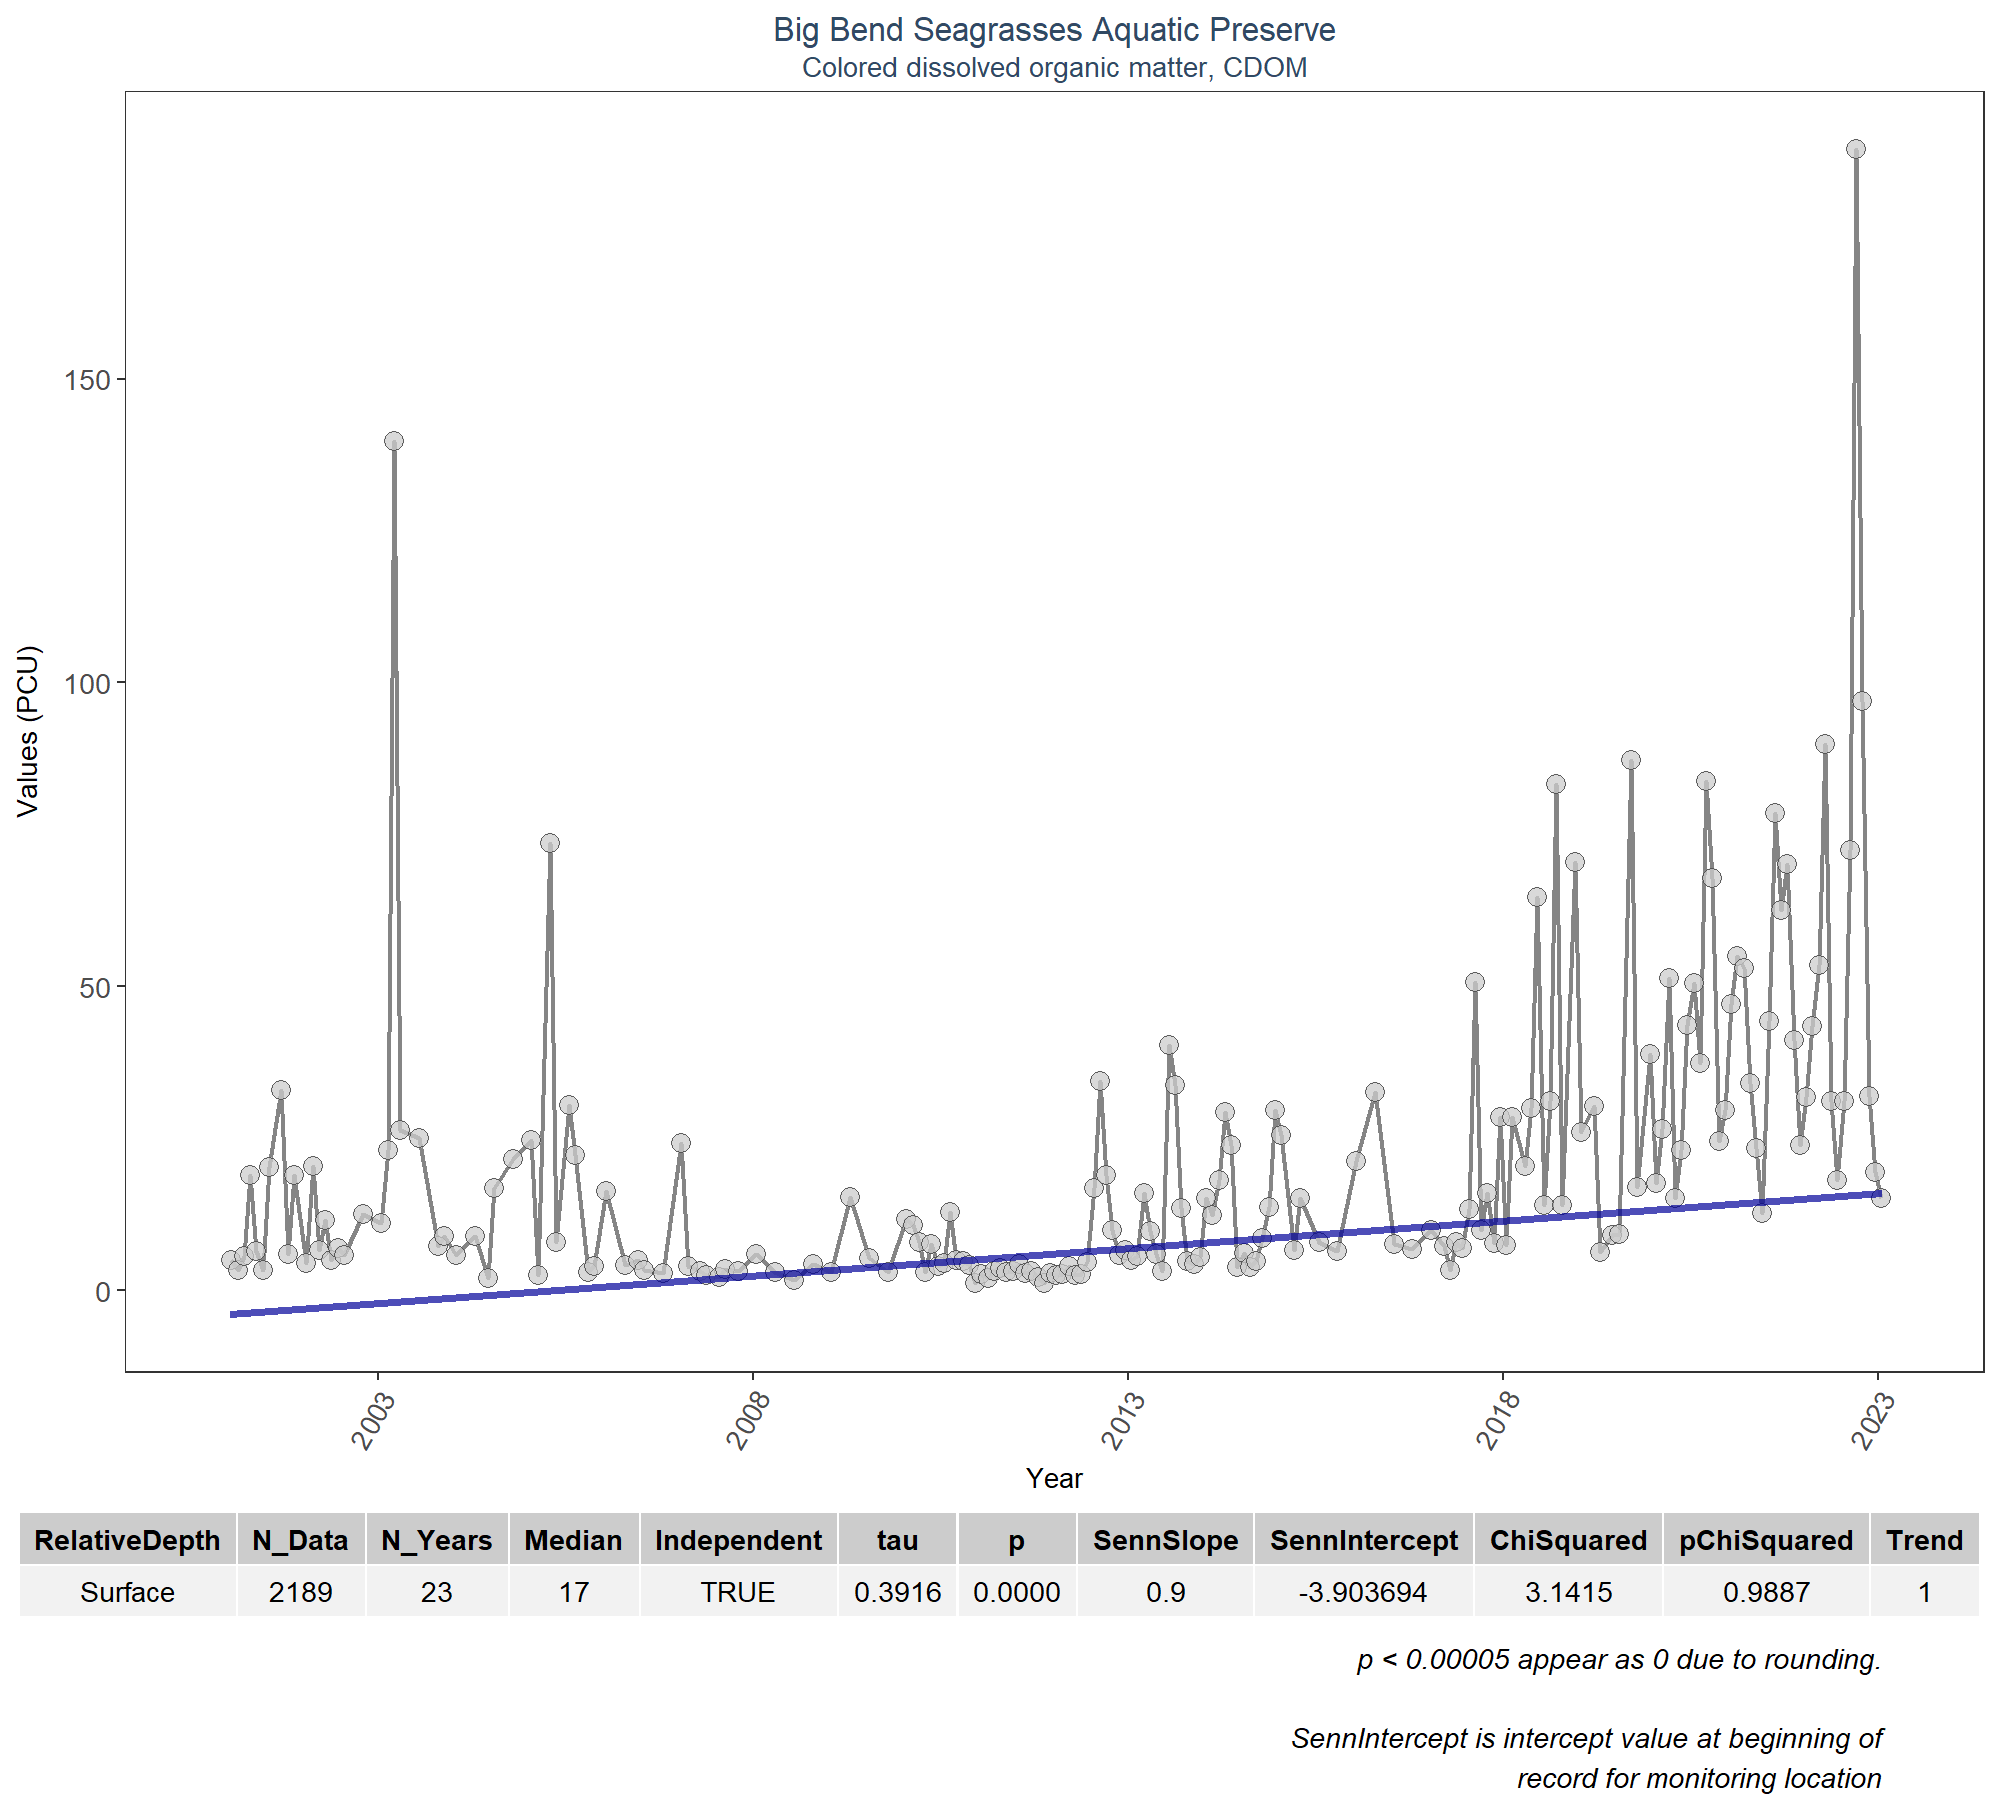 Big Bend Seagrasses Aquatic Preserve
Colored dissolved organic matter, CDOM
Values (PCU)
150
100
50
0
2003 2008 2013 2018 2023
Year
RelativeDepth N_Data N_Years Median Independent tau p SennSlope SennIntercept ChiSquared pChiSquared Trend
Surface 2189 23 17 TRUE 0.3916 0.0000 0.9 -3.903694 3.1415 0.9887 1
p < 0.00005 appear as 0 due to rounding.
SennIntercept is intercept value at beginning of
record for monitoring location